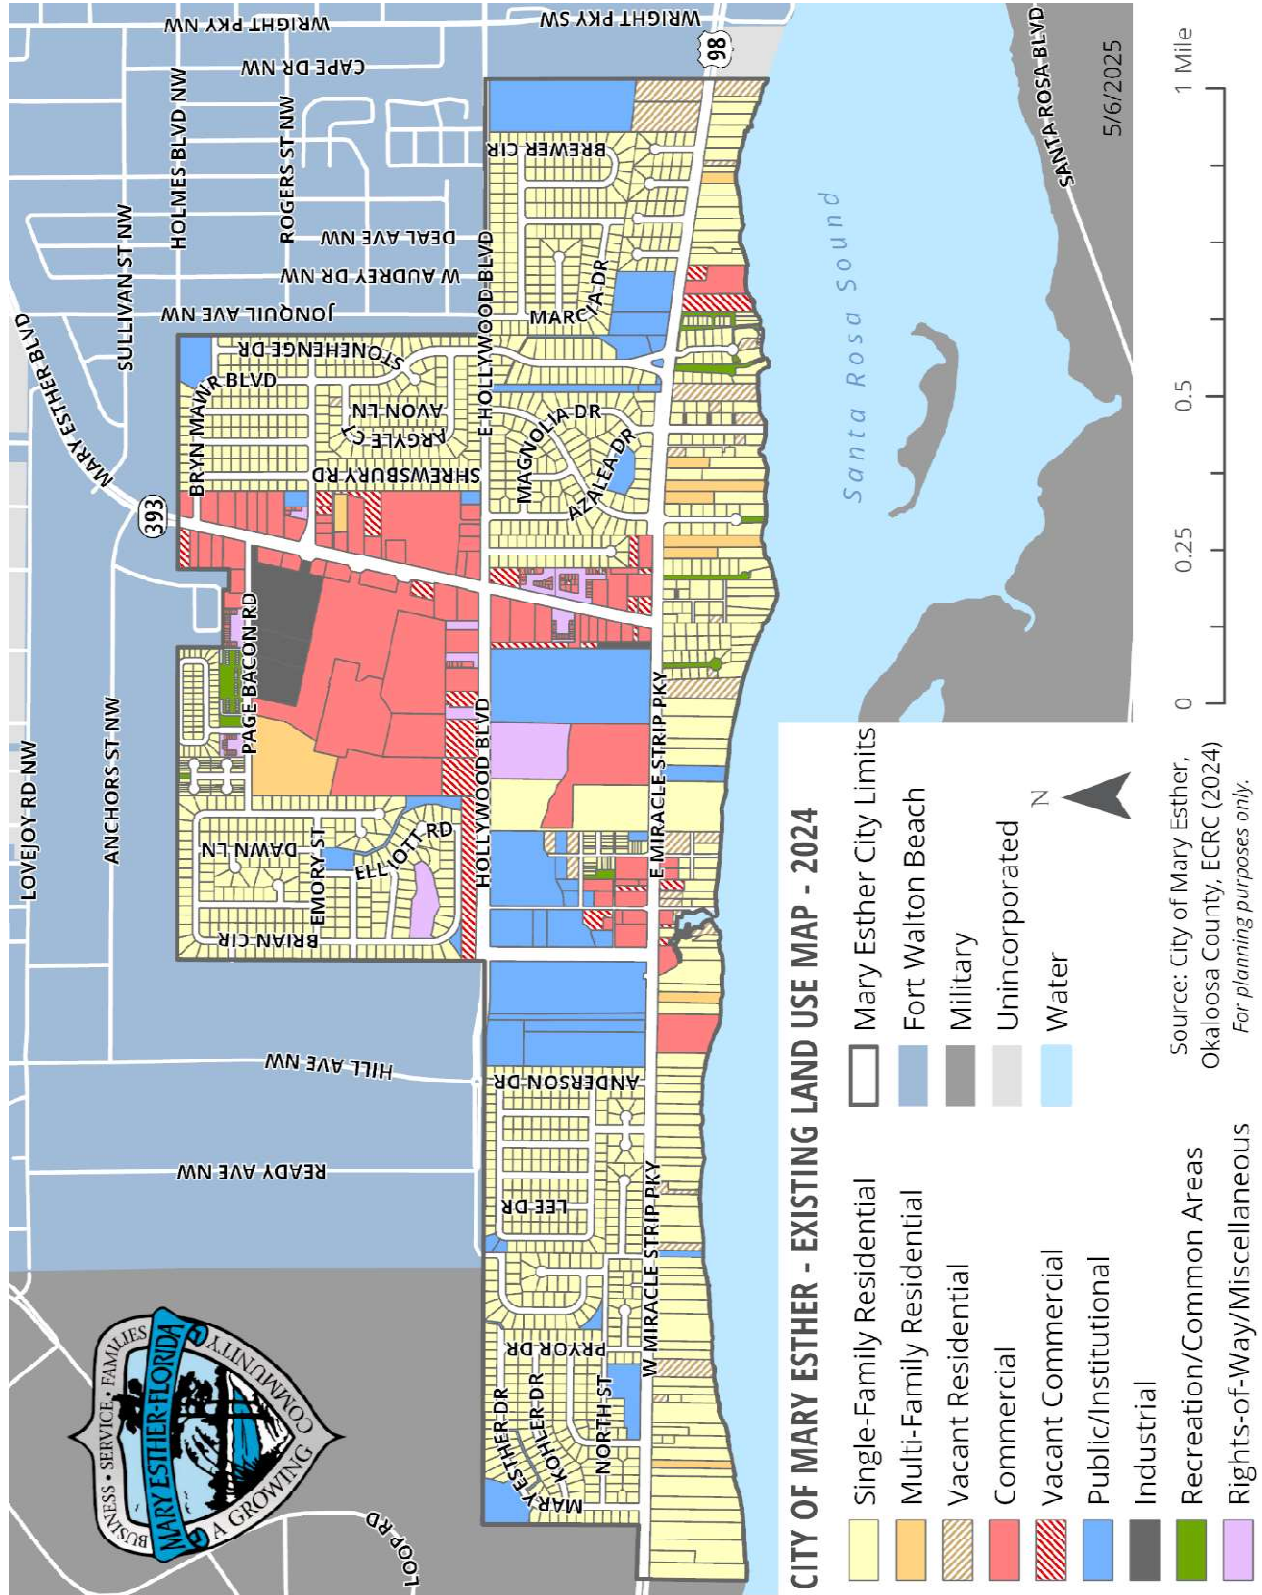 WRIGHT PKY NW
WRIGHT PKY SW
98
CAPE DR NW
HOLMES BLVD NW
ROGERS ST NW
SULLIVAN ST NW
DEAL AVE NW
W AUDREY DR NW
JONQUIL AVE NW
MARY ESTHER BLVD
393
LOVEJOY RD NW
ANCHORS ST NW
HILL AVE NW
READY AVE NW
LOOP RD
BREWER CIR
E HOLLYWOOD BLVD
MARCIA DR
STONEHENGE DR
BRYN MAWR BLVD
AVON LN
ARGYLE CT
SHREWSBURY RD
MAGNOLIA DR
AZALEA DR
PAGE BACON RD
HOLLYWOOD BLVD
E MIRACLE STRIP PKY
DAWN LN
EMORY ST
ELLIOTT RD
BRIAN CIR
ANDERSON DR
LEE DR
W MIRACLE STRIP PKY
PRYOR DR
NORTH ST
KOHLER DR
MARY ESTHER DR
Santa Rosa Sound
SANTA ROSA BLVD
5/6/2025
BUSINESS • SERVICE • FAMILIES
MARY ESTHER-FLORIDA
A GROWING COMMUNITY
CITY OF MARY ESTHER - EXISTING LAND USE MAP - 2024
Single-Family Residential
Multi-Family Residential
Vacant Residential
Commercial
Vacant Commercial
Public/Institutional
Industrial
Recreation/Common Areas
Rights-of-Way/Miscellaneous
Mary Esther City Limits
Fort Walton Beach
Military
Unincorporated
Water
N
Source: City of Mary Esther,
Okaloosa County, ECRC (2024)
For planning purposes only.
0 0.25 0.5 1 Mile